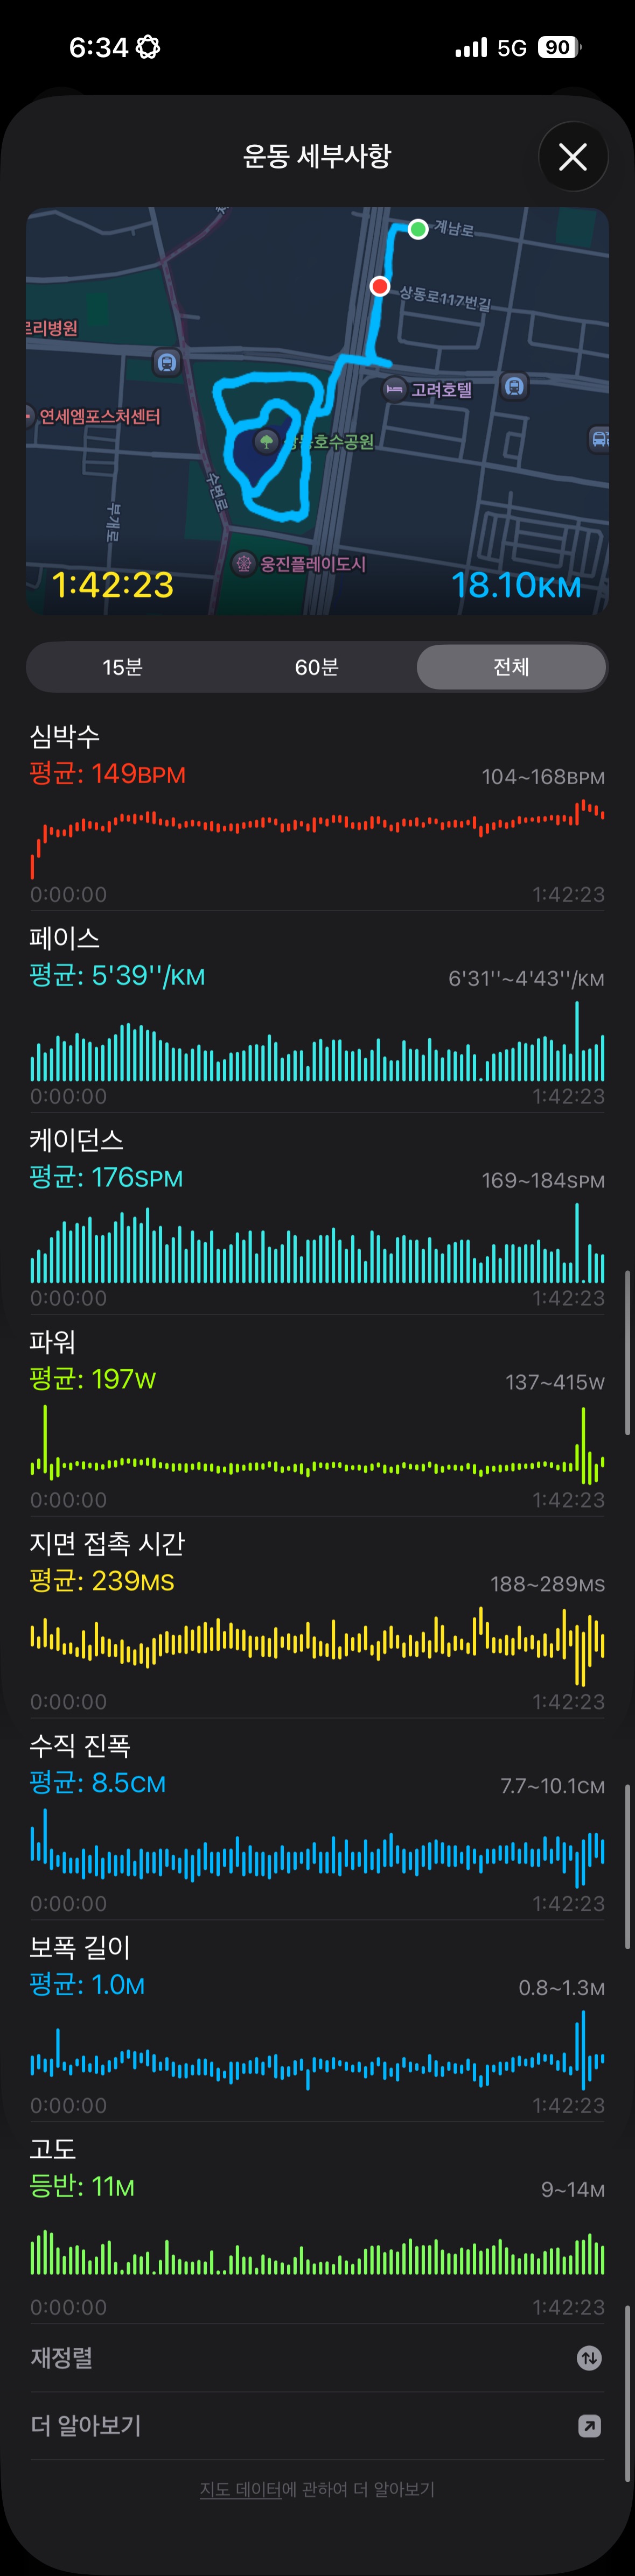 6:34
5G
90
운동 세부사항
계남로
상동로117번길
르리병원
고려호텔
연세엠포스처센터
상동호수공원
수변로
부개로
웅진플레이도시
1:42:23
18.10KM
15분
60분
전체
심박수
평균: 149BPM
104~168BPM
0:00:00
1:42:23
페이스
평균: 5'39''/KM
6'31''~4'43''/KM
0:00:00
1:42:23
케이던스
평균: 176SPM
169~184SPM
0:00:00
1:42:23
파워
평균: 197W
137~415W
0:00:00
1:42:23
지면 접촉 시간
평균: 239MS
188~289MS
0:00:00
1:42:23
수직 진폭
평균: 8.5CM
7.7~10.1CM
0:00:00
1:42:23
보폭 길이
평균: 1.0M
0.8~1.3M
0:00:00
1:42:23
고도
등반: 11M
9~14M
0:00:00
1:42:23
재정렬
더 알아보기
지도 데이터에 관하여 더 알아보기